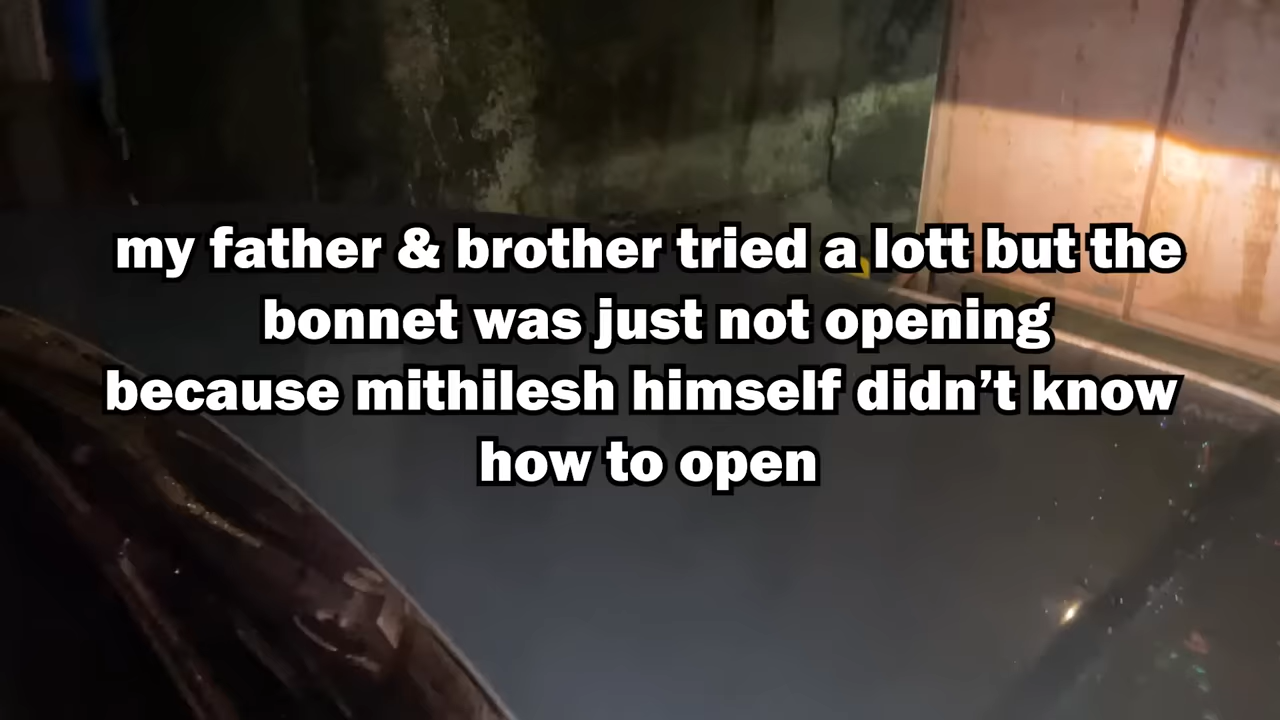 my father & brother tried a lott but the
bonnet was just not opening
because mithilesh himself didn’t know
how to open